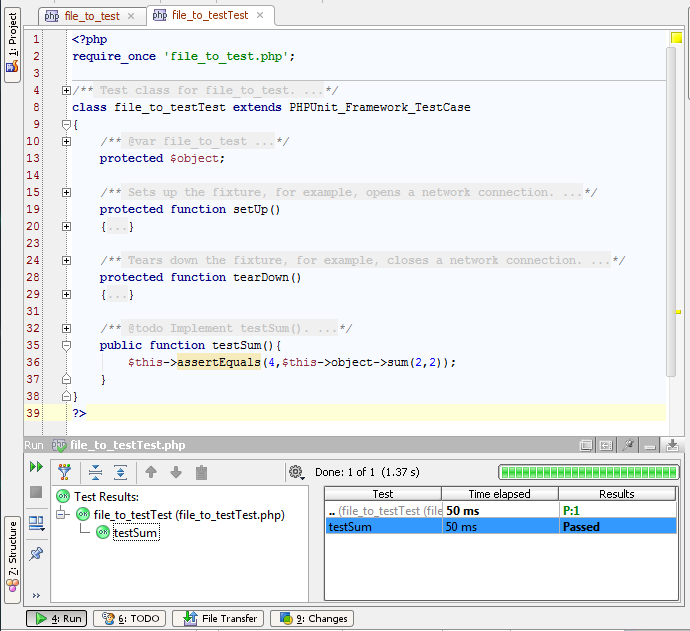 1: Project
file_to_test
file_to_testTest
1 <?php
2 require_once 'file_to_test.php';
3
4 /** Test class for file_to_test. ...*/
8 class file_to_testTest extends PHPUnit_Framework_TestCase
9 {
10 /** @var file_to_test ...*/
13 protected $object;
14
15 /** Sets up the fixture, for example, opens a network connection. ...*/
19 protected function setUp()
20 {...}
23
24 /** Tears down the fixture, for example, closes a network connection. ...*/
28 protected function tearDown()
29 {...}
31
32 /** @todo Implement testSum(). ...*/
35 public function testSum(){
36 $this->assertEquals(4,$this->object->sum(2,2));
37 }
38 }
39 ?>
Run file_to_testTest.php
Done: 1 of 1 (1.37 s)
Test Results:
file_to_testTest (file_to_testTest.php)
testSum
Test Time elapsed Results
.. (file_to_testTest (file 50 ms P:1
testSum 50 ms Passed
7: Structure
4: Run 6: TODO File Transfer 9: Changes